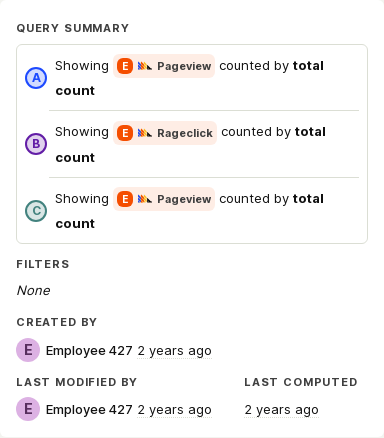 QUERY SUMMARY
A Showing E Pageview counted by total
count
B Showing E Rageclick counted by total
count
C Showing E Pageview counted by total
count
FILTERS
None
CREATED BY
E Employee 427 2 years ago
LAST MODIFIED BY LAST COMPUTED
E Employee 427 2 years ago 2 years ago